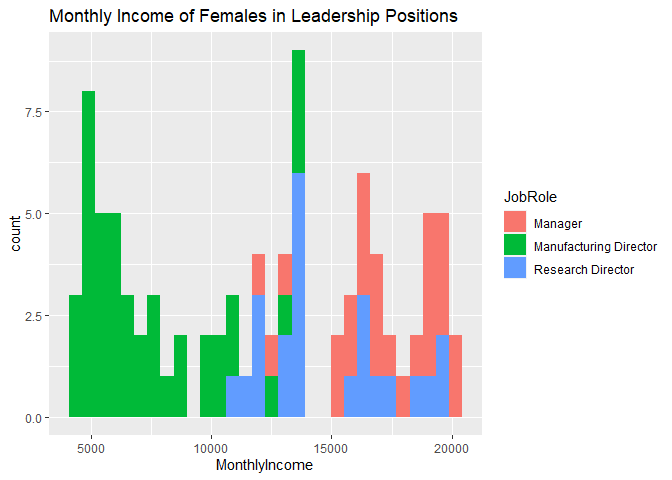 Monthly Income of Females in Leadership Positions
7.5
5.0
2.5
0.0
count
5000 10000 15000 20000
MonthlyIncome
JobRole
Manager
Manufacturing Director
Research Director